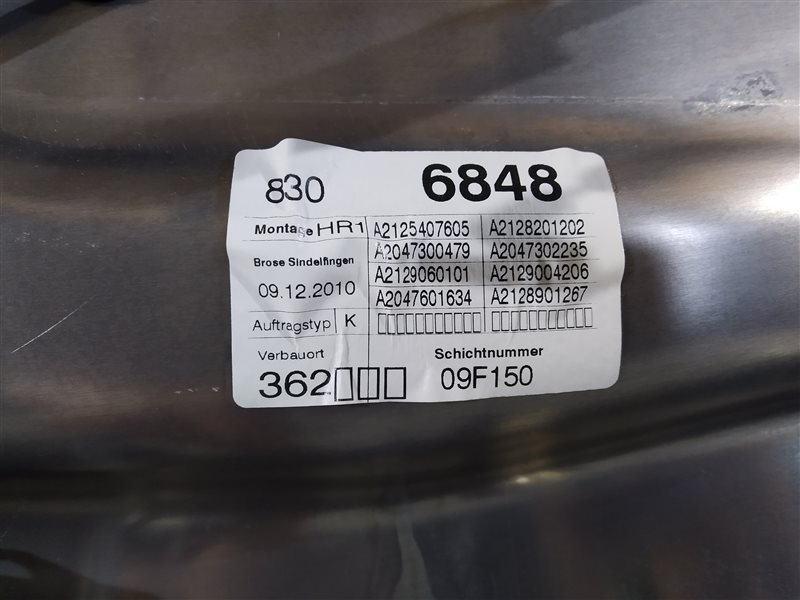 830 6848
Montage HR1 A2125407605 A2128201202
A2047300479 A2047302235
Brose Sindelfingen
A2129060101 A2129004206
09.12.2010
A2047601634 A2128901267
Auftragstyp K ▯▯▯▯▯▯▯▯▯▯▯ ▯▯▯▯▯▯▯▯▯▯▯
Verbauort Schichtnummer
362▯▯▯ 09F150